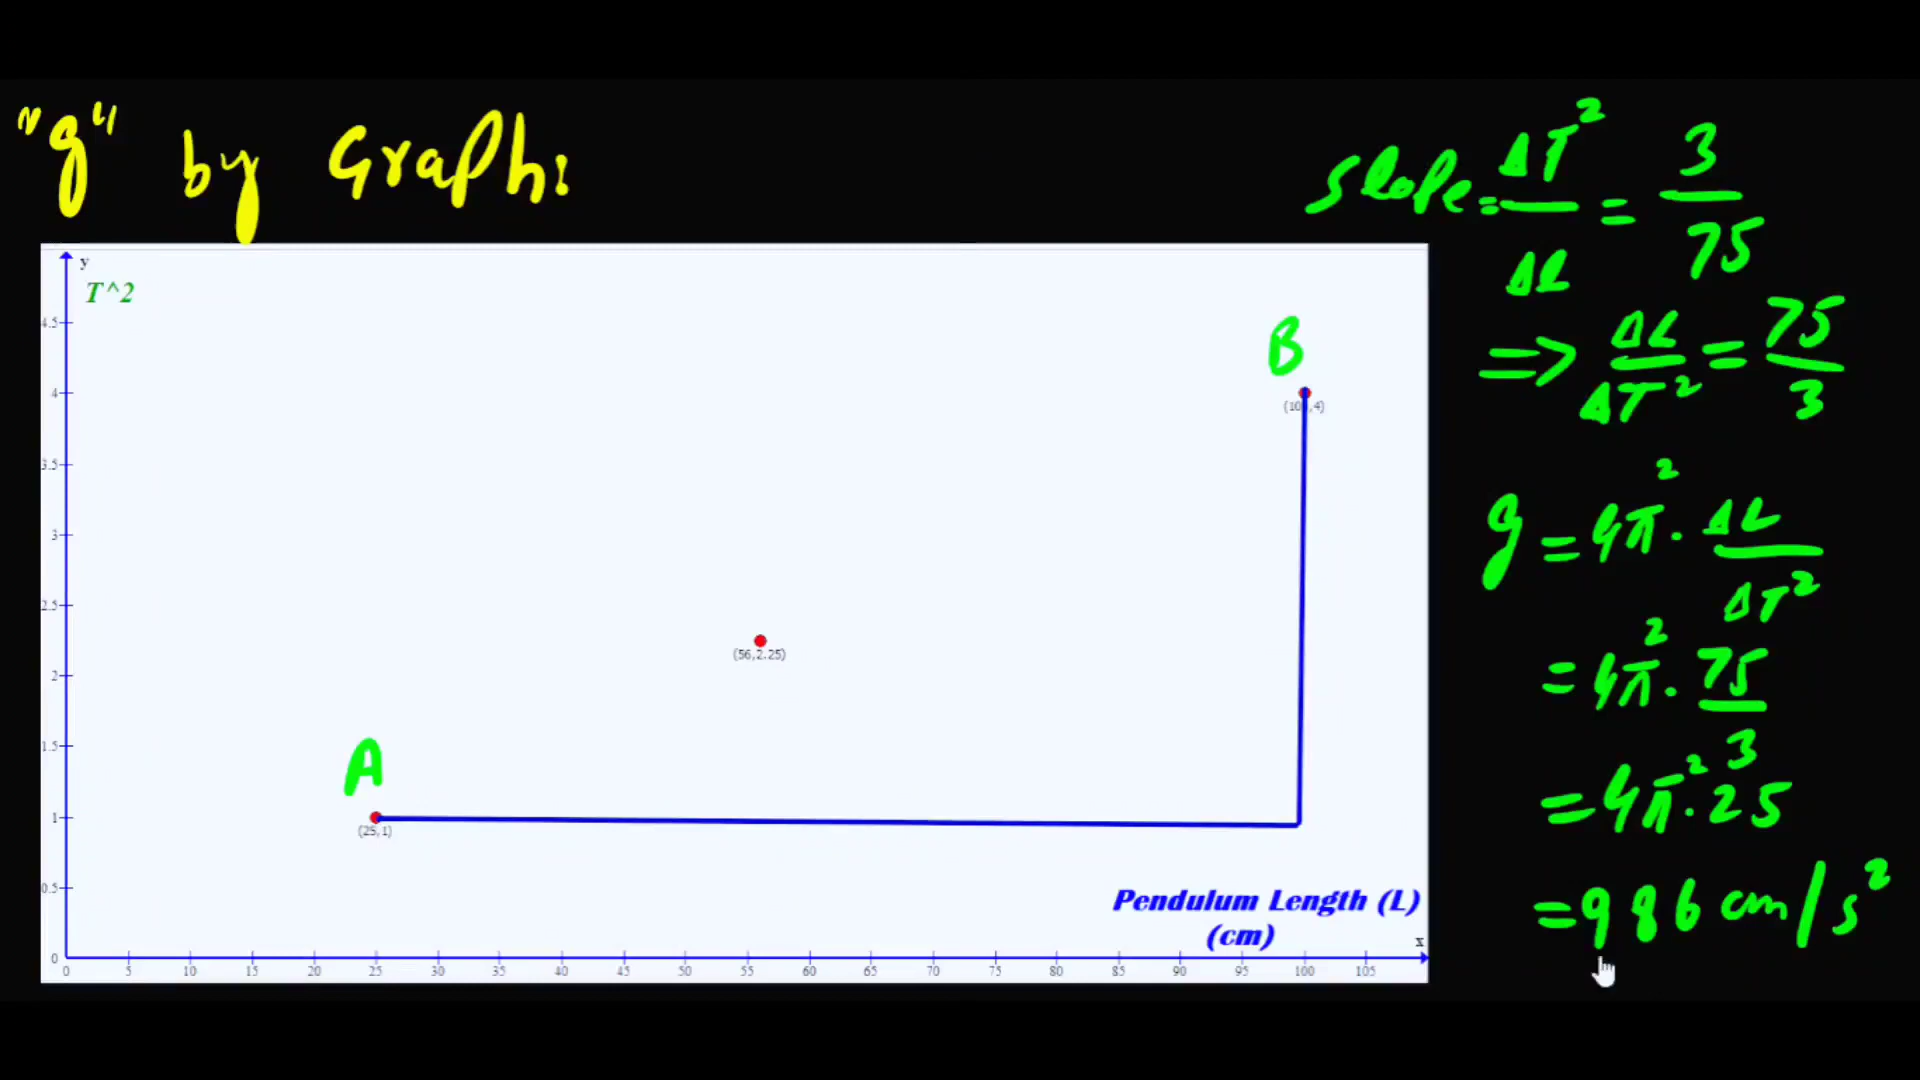 "g" by Graph:
slope = ΔT² / ΔL = 3 / 75
=> ΔL / ΔT² = 75 / 3
g = 4π² · ΔL / ΔT²
= 4π² · 75 / 3
= 4π² · 25
= 986 cm/s²
y
T^2
4.5
4
3.5
3
2.5
2
1.5
1
0.5
0
B
(100,4)
(56,2.25)
A
(25,1)
Pendulum Length (L)
(cm)
x
0 5 10 15 20 25 30 35 40 45 50 55 60 65 70 75 80 85 90 95 100 105